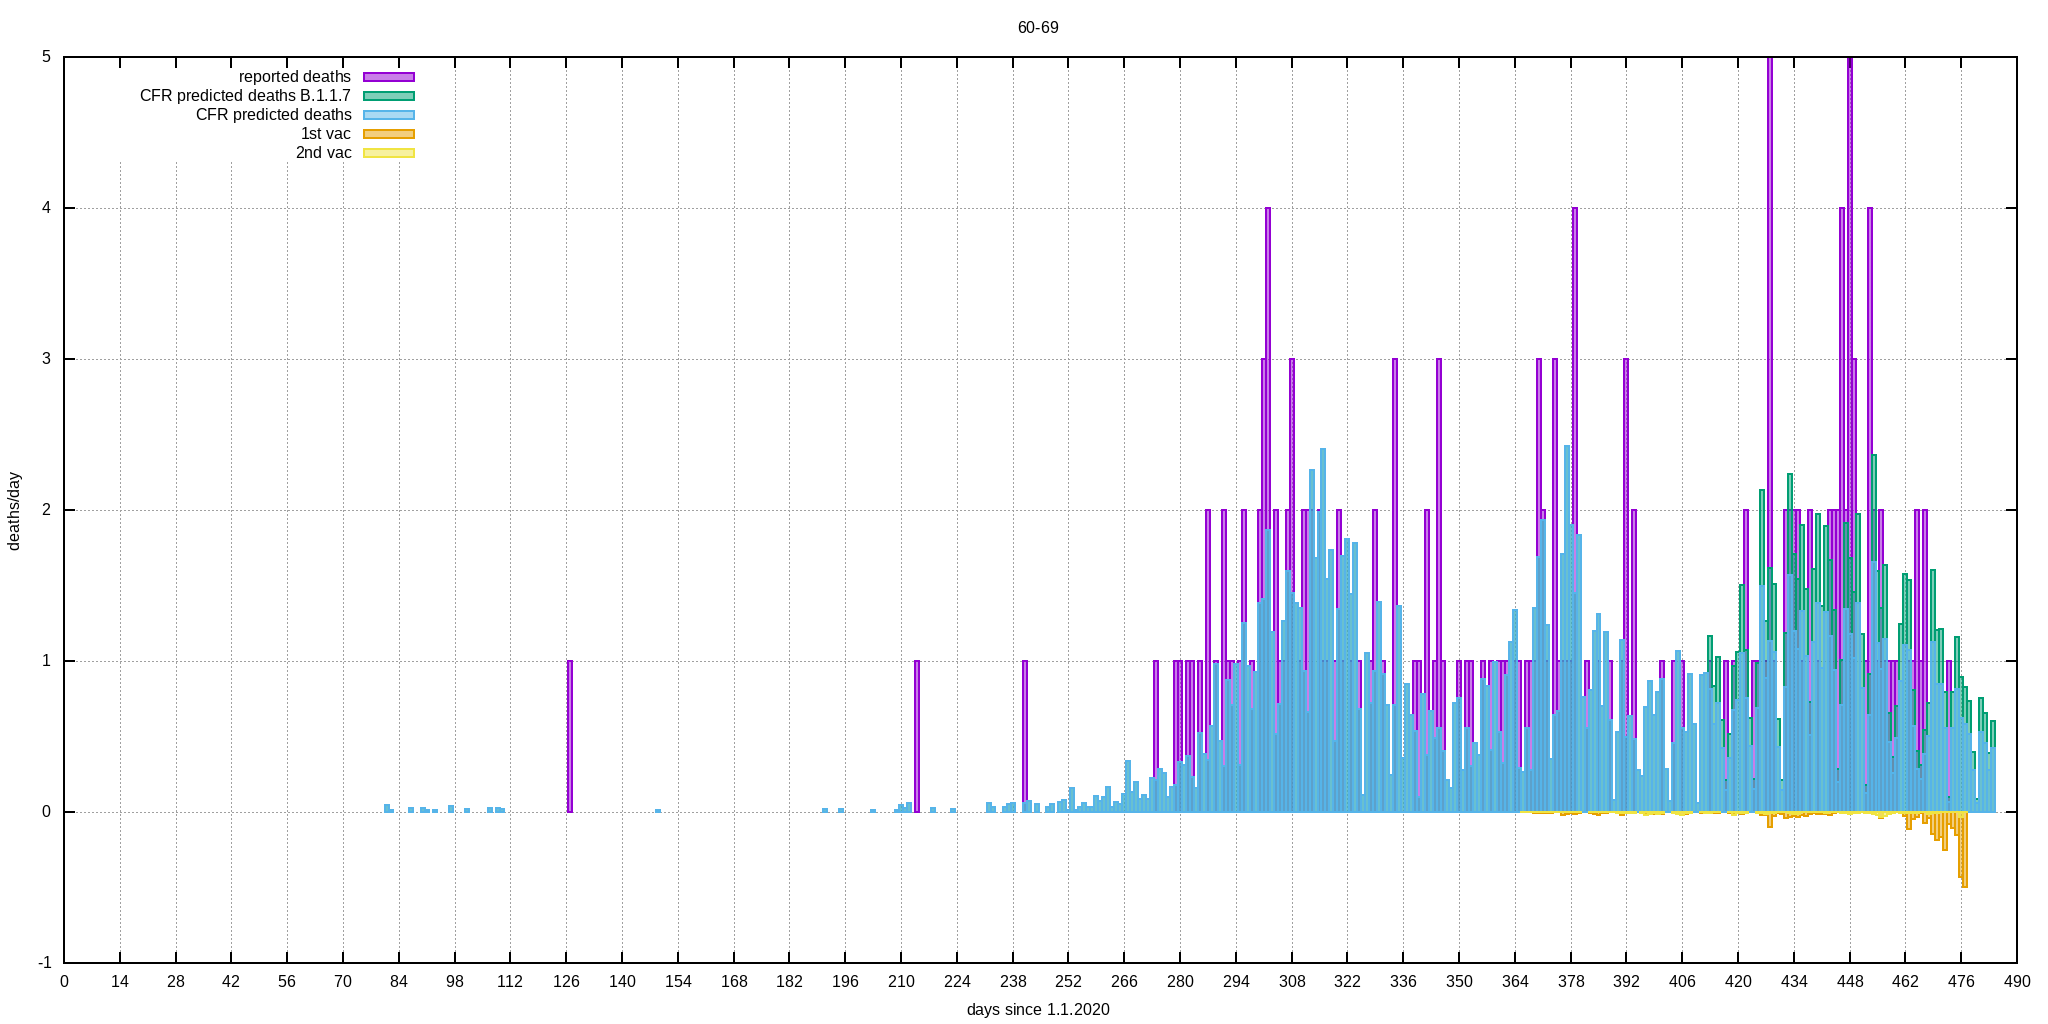 60-69
reported deaths
CFR predicted deaths B.1.1.7
CFR predicted deaths
1st vac
2nd vac
5
4
3
2
1
0
-1
deaths/day
0 14 28 42 56 70 84 98 112 126 140 154 168 182 196 210 224 238 252 266 280 294 308 322 336 350 364 378 392 406 420 434 448 462 476 490
days since 1.1.2020